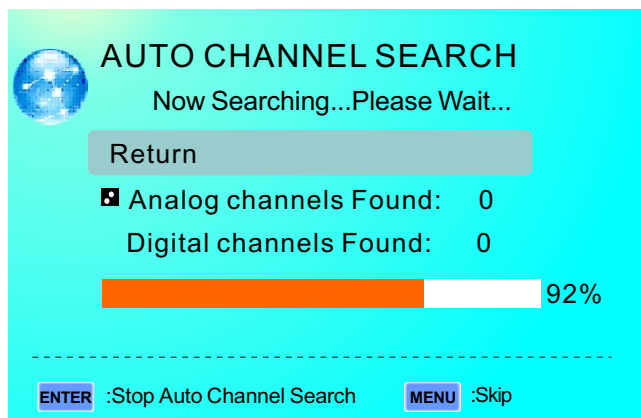 AUTO CHANNEL SEARCH
Now Searching...Please Wait...
Return
Analog channels Found: 0
Digital channels Found: 0
92%
ENTER :Stop Auto Channel Search MENU :Skip